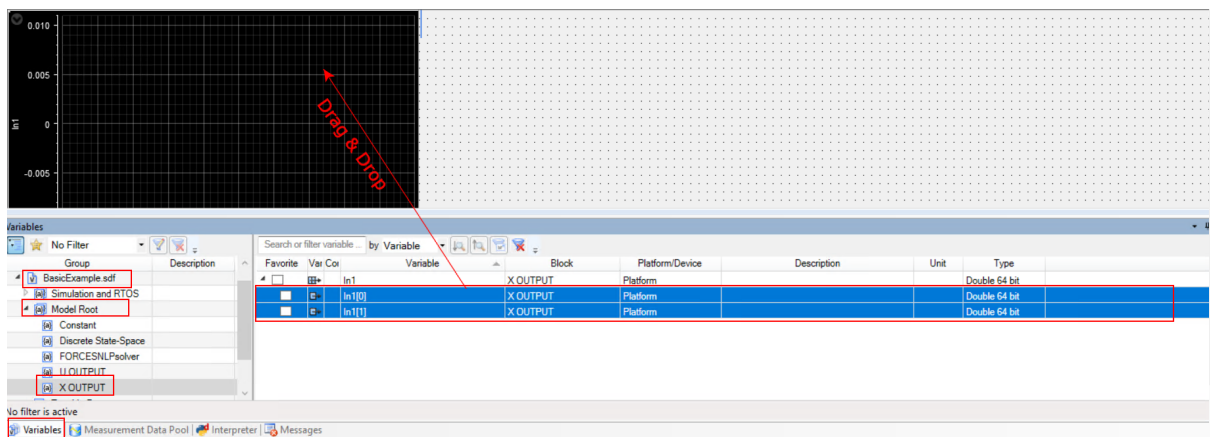 0.010
0.005
In1
0
-0.005
Drag & Drop
Variables
No Filter
Search or filter variable ... by Variable
Group Description
Favorite Var Cor Variable Block Platform/Device Description Unit Type
BasicExample.sdf
In1 X OUTPUT Platform Double 64 bit
Simulation and RTOS
In1[0] X OUTPUT Platform Double 64 bit
Model Root
In1[1] X OUTPUT Platform Double 64 bit
Constant
Discrete State-Space
FORCESNLPsolver
U OUTPUT
X OUTPUT
No filter is active
Variables Measurement Data Pool Interpreter Messages